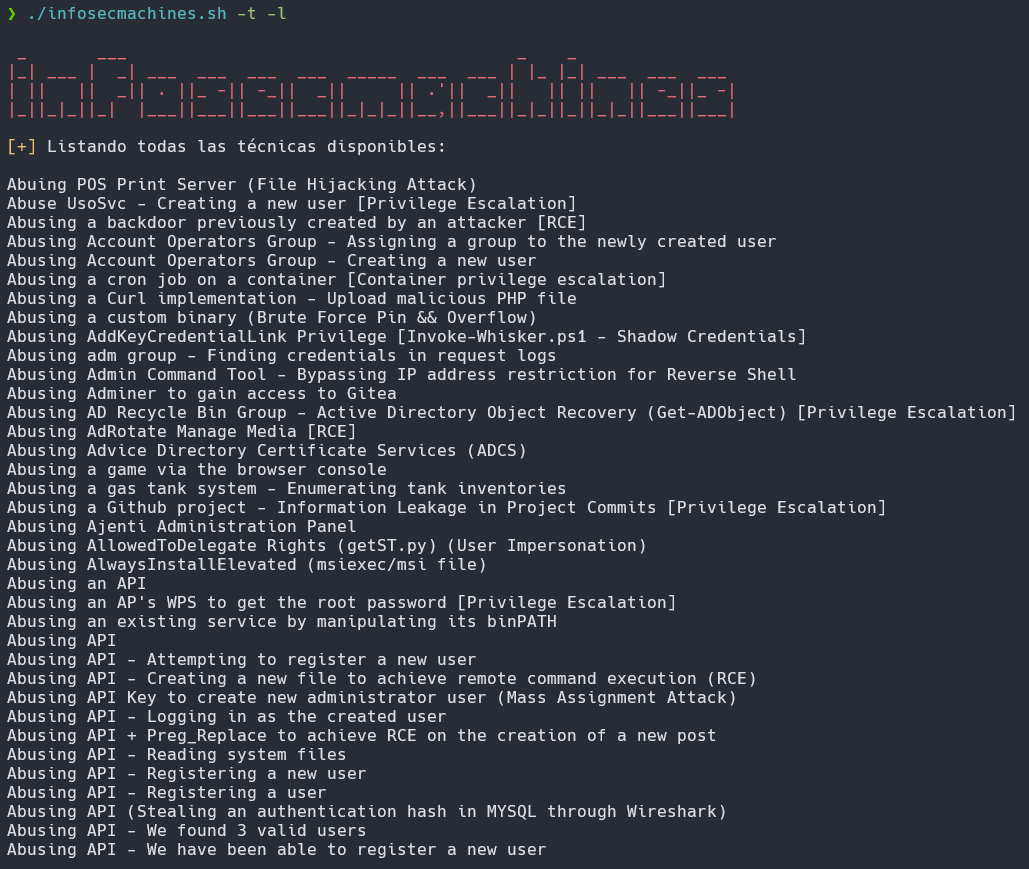 ❯ ./infosecmachines.sh -t -l
infosecmachines
[+] Listando todas las técnicas disponibles:
Abuing POS Print Server (File Hijacking Attack)
Abuse UsoSvc - Creating a new user [Privilege Escalation]
Abusing a backdoor previously created by an attacker [RCE]
Abusing Account Operators Group - Assigning a group to the newly created user
Abusing Account Operators Group - Creating a new user
Abusing a cron job on a container [Container privilege escalation]
Abusing a Curl implementation - Upload malicious PHP file
Abusing a custom binary (Brute Force Pin && Overflow)
Abusing AddKeyCredentialLink Privilege [Invoke-Whisker.ps1 - Shadow Credentials]
Abusing adm group - Finding credentials in request logs
Abusing Admin Command Tool - Bypassing IP address restriction for Reverse Shell
Abusing Adminer to gain access to Gitea
Abusing AD Recycle Bin Group - Active Directory Object Recovery (Get-ADObject) [Privilege Escalation]
Abusing AdRotate Manage Media [RCE]
Abusing Advice Directory Certificate Services (ADCS)
Abusing a game via the browser console
Abusing a gas tank system - Enumerating tank inventories
Abusing a Github project - Information Leakage in Project Commits [Privilege Escalation]
Abusing Ajenti Administration Panel
Abusing AllowedToDelegate Rights (getST.py) (User Impersonation)
Abusing AlwaysInstallElevated (msiexec/msi file)
Abusing an API
Abusing an AP's WPS to get the root password [Privilege Escalation]
Abusing an existing service by manipulating its binPATH
Abusing API
Abusing API - Attempting to register a new user
Abusing API - Creating a new file to achieve remote command execution (RCE)
Abusing API Key to create new administrator user (Mass Assignment Attack)
Abusing API - Logging in as the created user
Abusing API + Preg_Replace to achieve RCE on the creation of a new post
Abusing API - Reading system files
Abusing API - Registering a new user
Abusing API - Registering a user
Abusing API (Stealing an authentication hash in MYSQL through Wireshark)
Abusing API - We found 3 valid users
Abusing API - We have been able to register a new user